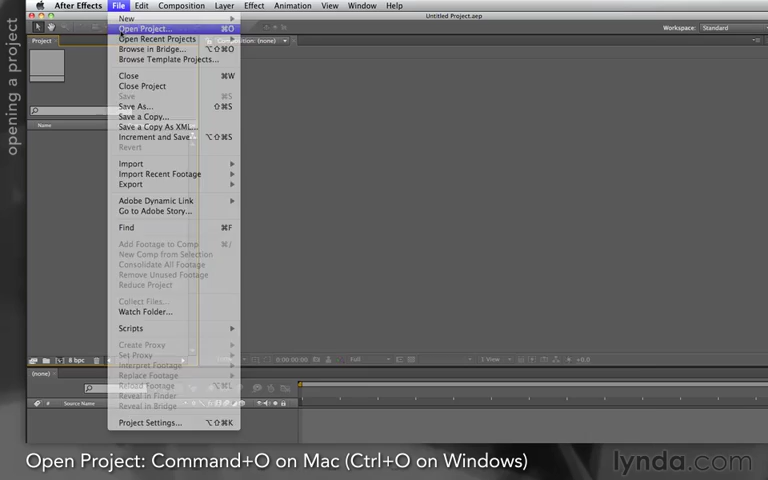 After Effects File Edit Composition Layer Effect Animation View Window Help
Untitled Project.aep
Workspace: Standard
opening a project
Project
Composition: (none)
Name
New
Open Project... ⌘O
Open Recent Projects
Browse in Bridge... ⌥⇧⌘O
Browse Template Projects...
Close ⌘W
Close Project
Save ⌘S
Save As... ⇧⌘S
Save a Copy...
Save a Copy As XML...
Increment and Save ⌥⇧⌘S
Revert
Import
Import Recent Footage
Export
Adobe Dynamic Link
Go to Adobe Story...
Find ⌘F
Add Footage to Comp ⌘/
New Comp from Selection
Consolidate All Footage
Remove Unused Footage
Reduce Project
Collect Files...
Watch Folder...
Scripts
Create Proxy
Set Proxy
Interpret Footage
Replace Footage
Reload Footage ⌥⌘L
Reveal in Finder
Reveal in Bridge
Project Settings... ⌥⇧⌘K
8 bpc
0:00:00:00 Full 1 View +0.0
(none)
Source Name
Open Project: Command+O on Mac (Ctrl+O on Windows)
lynda.com